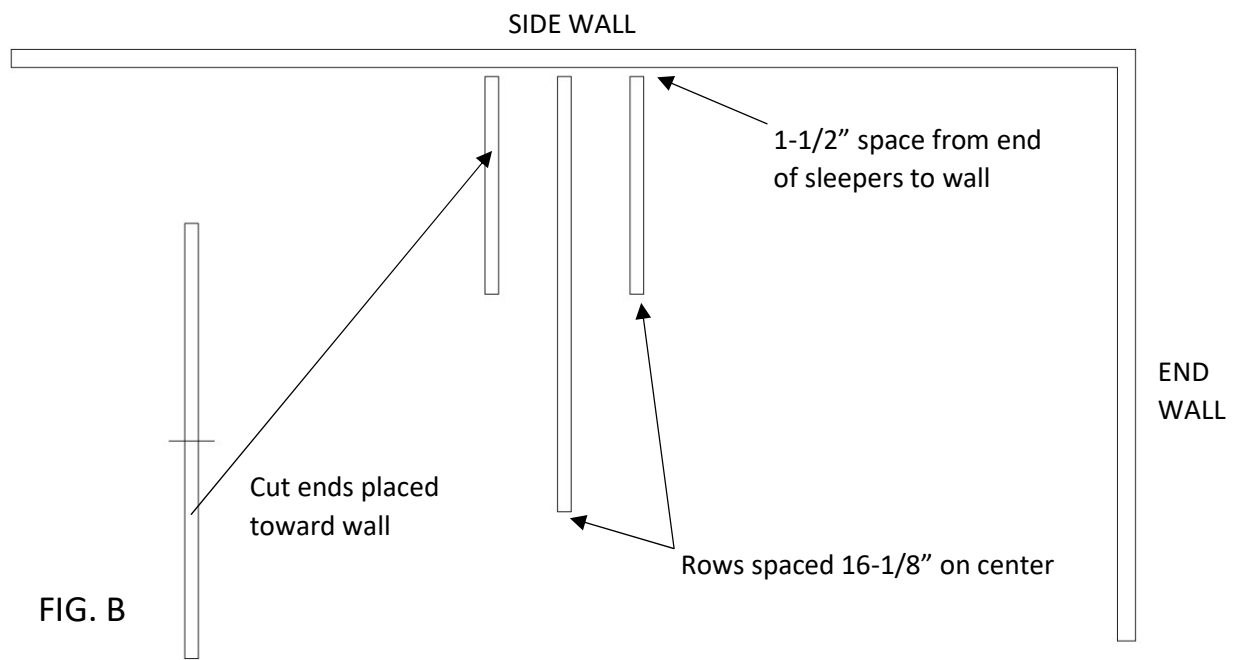 SIDE WALL
1-1/2” space from end
of sleepers to wall
END
WALL
Cut ends placed
toward wall
Rows spaced 16-1/8” on center
FIG. B